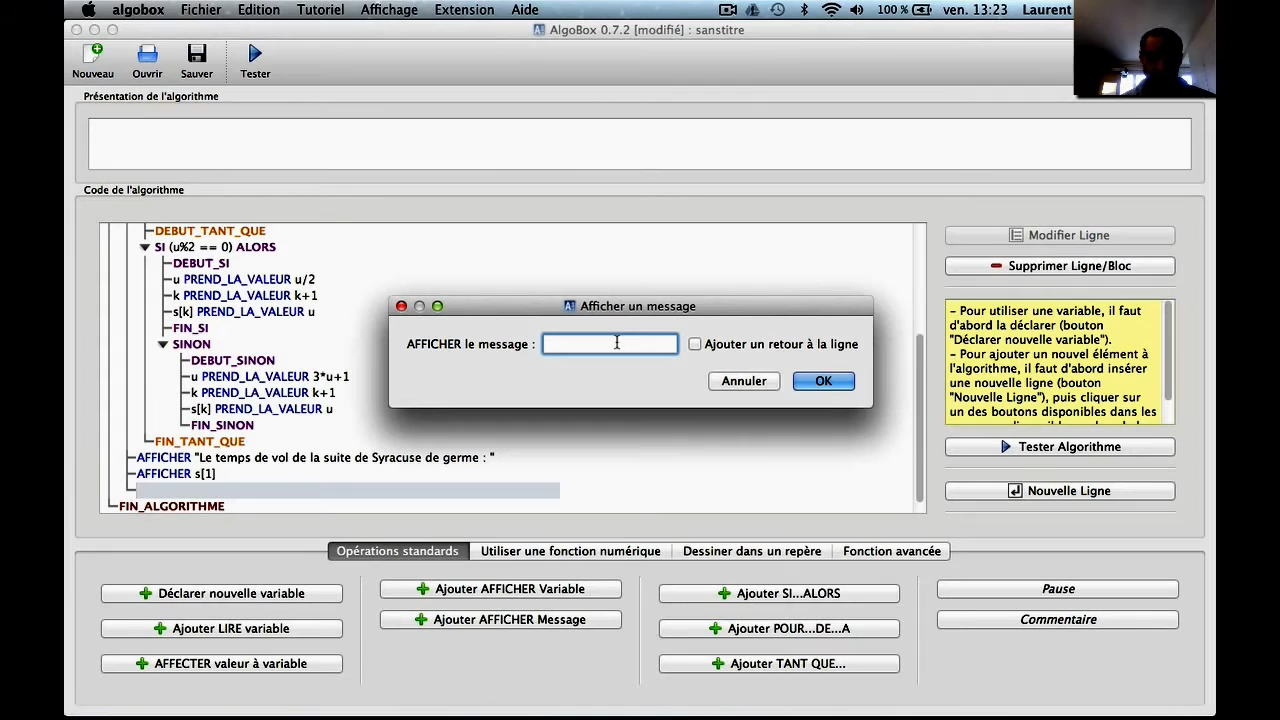 algobox Fichier Edition Tutoriel Affichage Extension Aide 100 % ven. 13:23 Laurent
AlgoBox 0.7.2 [modifié] : sanstitre
Nouveau Ouvrir Sauver Tester
Présentation de l'algorithme
Code de l'algorithme
DEBUT_TANT_QUE
SI (u%2 == 0) ALORS
DEBUT_SI
u PREND_LA_VALEUR u/2
k PREND_LA_VALEUR k+1
s[k] PREND_LA_VALEUR u
FIN_SI
SINON
DEBUT_SINON
u PREND_LA_VALEUR 3*u+1
k PREND_LA_VALEUR k+1
s[k] PREND_LA_VALEUR u
FIN_SINON
FIN_TANT_QUE
AFFICHER "Le temps de vol de la suite de Syracuse de germe : "
AFFICHER s[1]
FIN_ALGORITHME
Afficher un message
AFFICHER le message :
Ajouter un retour à la ligne
Annuler OK
Modifier Ligne
Supprimer Ligne/Bloc
- Pour utiliser une variable, il faut
d'abord la déclarer (bouton
"Déclarer nouvelle variable").
- Pour ajouter un nouvel élément à
l'algorithme, il faut d'abord insérer
une nouvelle ligne (bouton
"Nouvelle Ligne"), puis cliquer sur
un des boutons disponibles dans les
Tester Algorithme
Nouvelle Ligne
Opérations standards Utiliser une fonction numérique Dessiner dans un repère Fonction avancée
Déclarer nouvelle variable
Ajouter LIRE variable
AFFECTER valeur à variable
Ajouter AFFICHER Variable
Ajouter AFFICHER Message
Ajouter SI...ALORS
Ajouter POUR...DE...A
Ajouter TANT QUE...
Pause
Commentaire